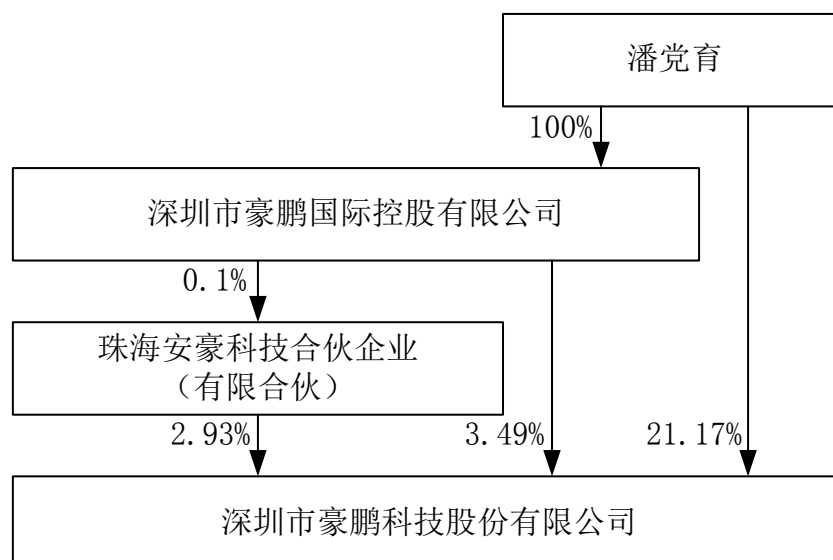 潘党育
100%
深圳市豪鹏国际控股有限公司
0.1%
珠海安豪科技合伙企业
（有限合伙）
2.93%
3.49%
21.17%
深圳市豪鹏科技股份有限公司